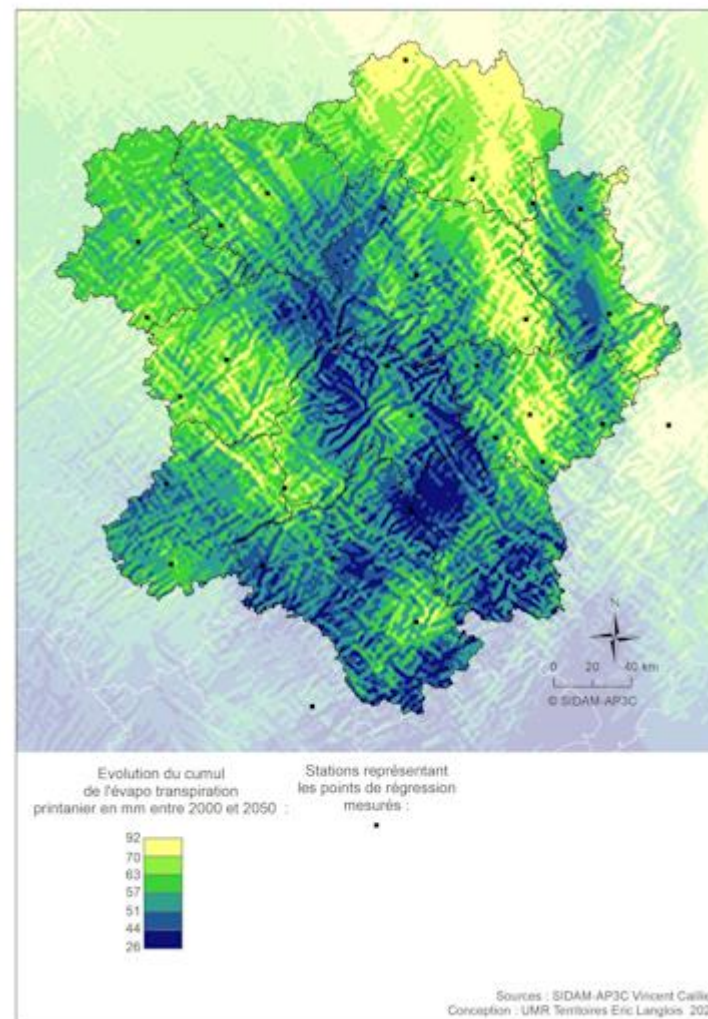 N
0 20 40 km
© SIDAM-AP3C
Evolution du cumul
de l'évapo transpiration
printanier en mm entre 2000 et 2050 :
92
70
63
57
51
44
26
Stations représentant
les points de régression
mesurés :
Sources : SIDAM-AP3C Vincent
Conception : UMR Territoires Eric Langlois